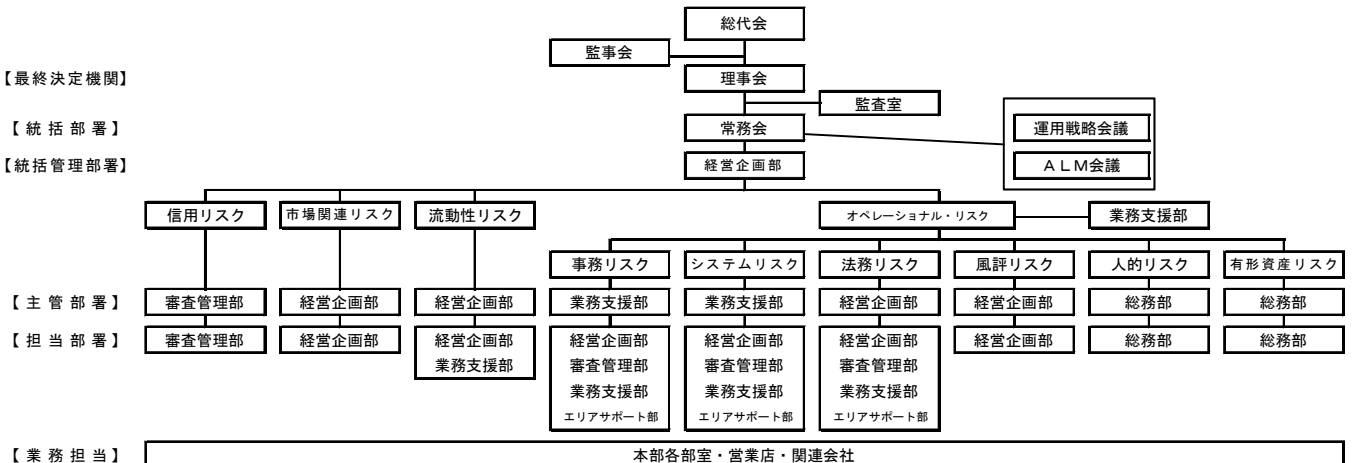 総代会
監事会
【最終決定機関】 理事会
監査室
【統括部署】 常務会 運用戦略会議
【統括管理部署】 経営企画部 ＡＬＭ会議
信用リスク 市場関連リスク 流動性リスク オペレーショナル・リスク 業務支援部
事務リスク システムリスク 法務リスク 風評リスク 人的リスク 有形資産リスク
【主管部署】 審査管理部 経営企画部 経営企画部 業務支援部 業務支援部 経営企画部 経営企画部 総務部 総務部
【担当部署】 審査管理部 経営企画部 経営企画部 経営企画部 経営企画部 経営企画部 経営企画部 総務部 総務部
業務支援部 審査管理部 審査管理部 審査管理部
業務支援部 業務支援部 業務支援部
エリアサポート部 エリアサポート部 エリアサポート部
【業務担当】 本部各部室・営業店・関連会社